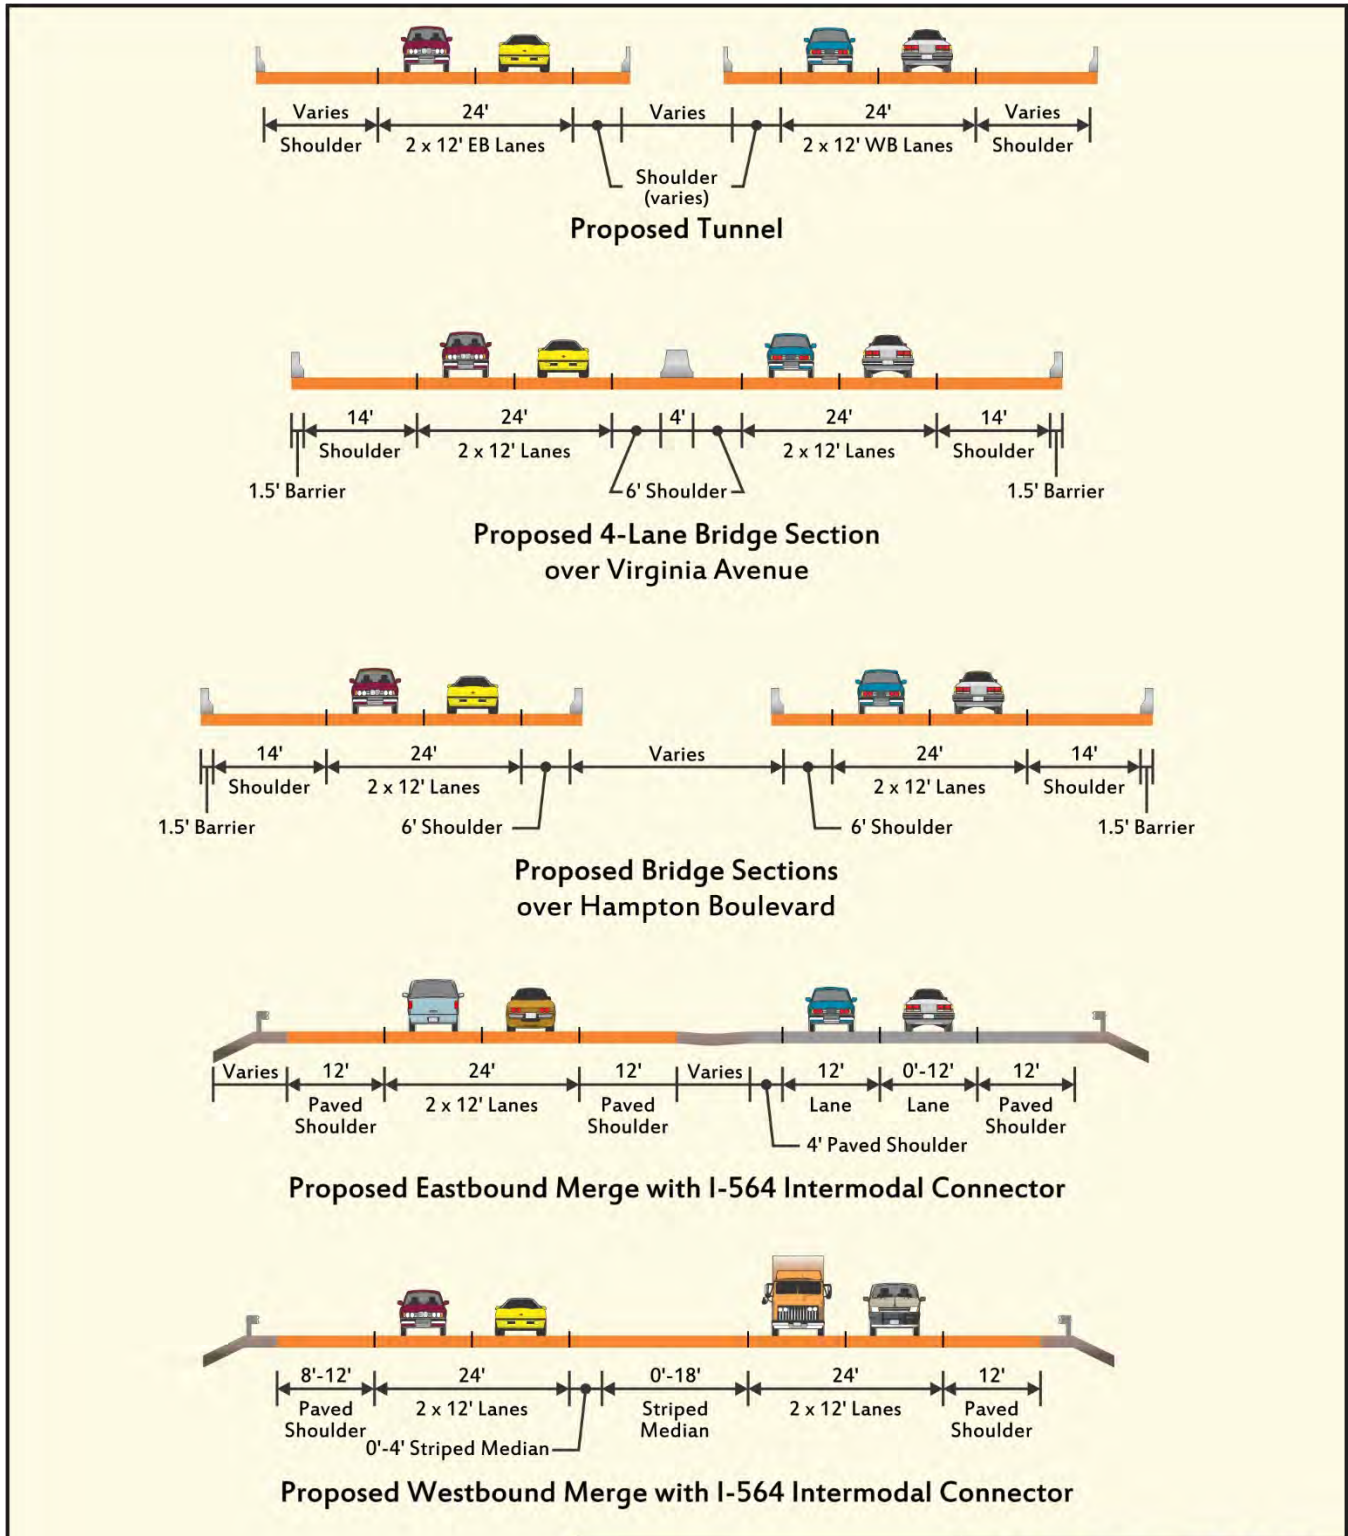 Varies 24' Varies 24' Varies
Shoulder 2 x 12' EB Lanes 2 x 12' WB Lanes Shoulder
Shoulder
(varies)
Proposed Tunnel
14' 24' 4' 24' 14'
Shoulder 2 x 12' Lanes 2 x 12' Lanes Shoulder
1.5' Barrier 6' Shoulder 1.5' Barrier
Proposed 4-Lane Bridge Section
over Virginia Avenue
14' 24' Varies 24' 14'
Shoulder 2 x 12' Lanes 2 x 12' Lanes Shoulder
1.5' Barrier 6' Shoulder 6' Shoulder 1.5' Barrier
Proposed Bridge Sections
over Hampton Boulevard
Varies 12' 24' 12' Varies 12' 0'-12' 12'
Paved 2 x 12' Lanes Paved Lane Lane Paved
Shoulder Shoulder Shoulder
4' Paved Shoulder
Proposed Eastbound Merge with I-564 Intermodal Connector
8'-12' 24' 0'-18' 24' 12'
Paved 2 x 12' Lanes Striped 2 x 12' Lanes Paved
Shoulder Median Shoulder
0'-4' Striped Median
Proposed Westbound Merge with I-564 Intermodal Connector